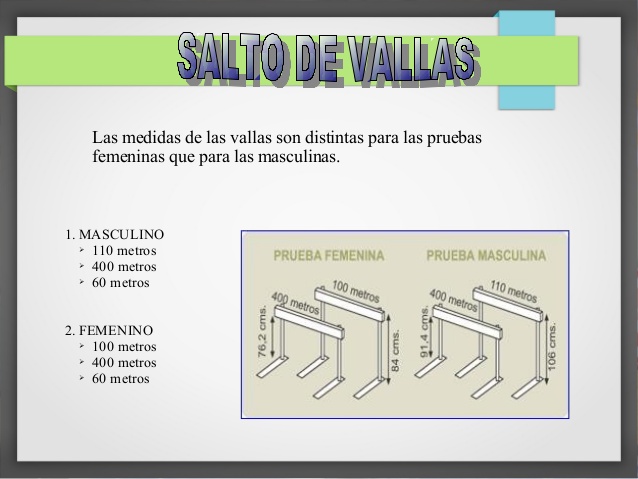 SALTO DE VALLAS
Las medidas de las vallas son distintas para las pruebas
femeninas que para las masculinas.
1. MASCULINO
➢ 110 metros
➢ 400 metros
➢ 60 metros
2. FEMENINO
➢ 100 metros
➢ 400 metros
➢ 60 metros
PRUEBA FEMENINA
400 metros
100 metros
76,2 cms.
84 cms.
PRUEBA MASCULINA
400 metros
110 metros
91,4 cms.
106 cms.